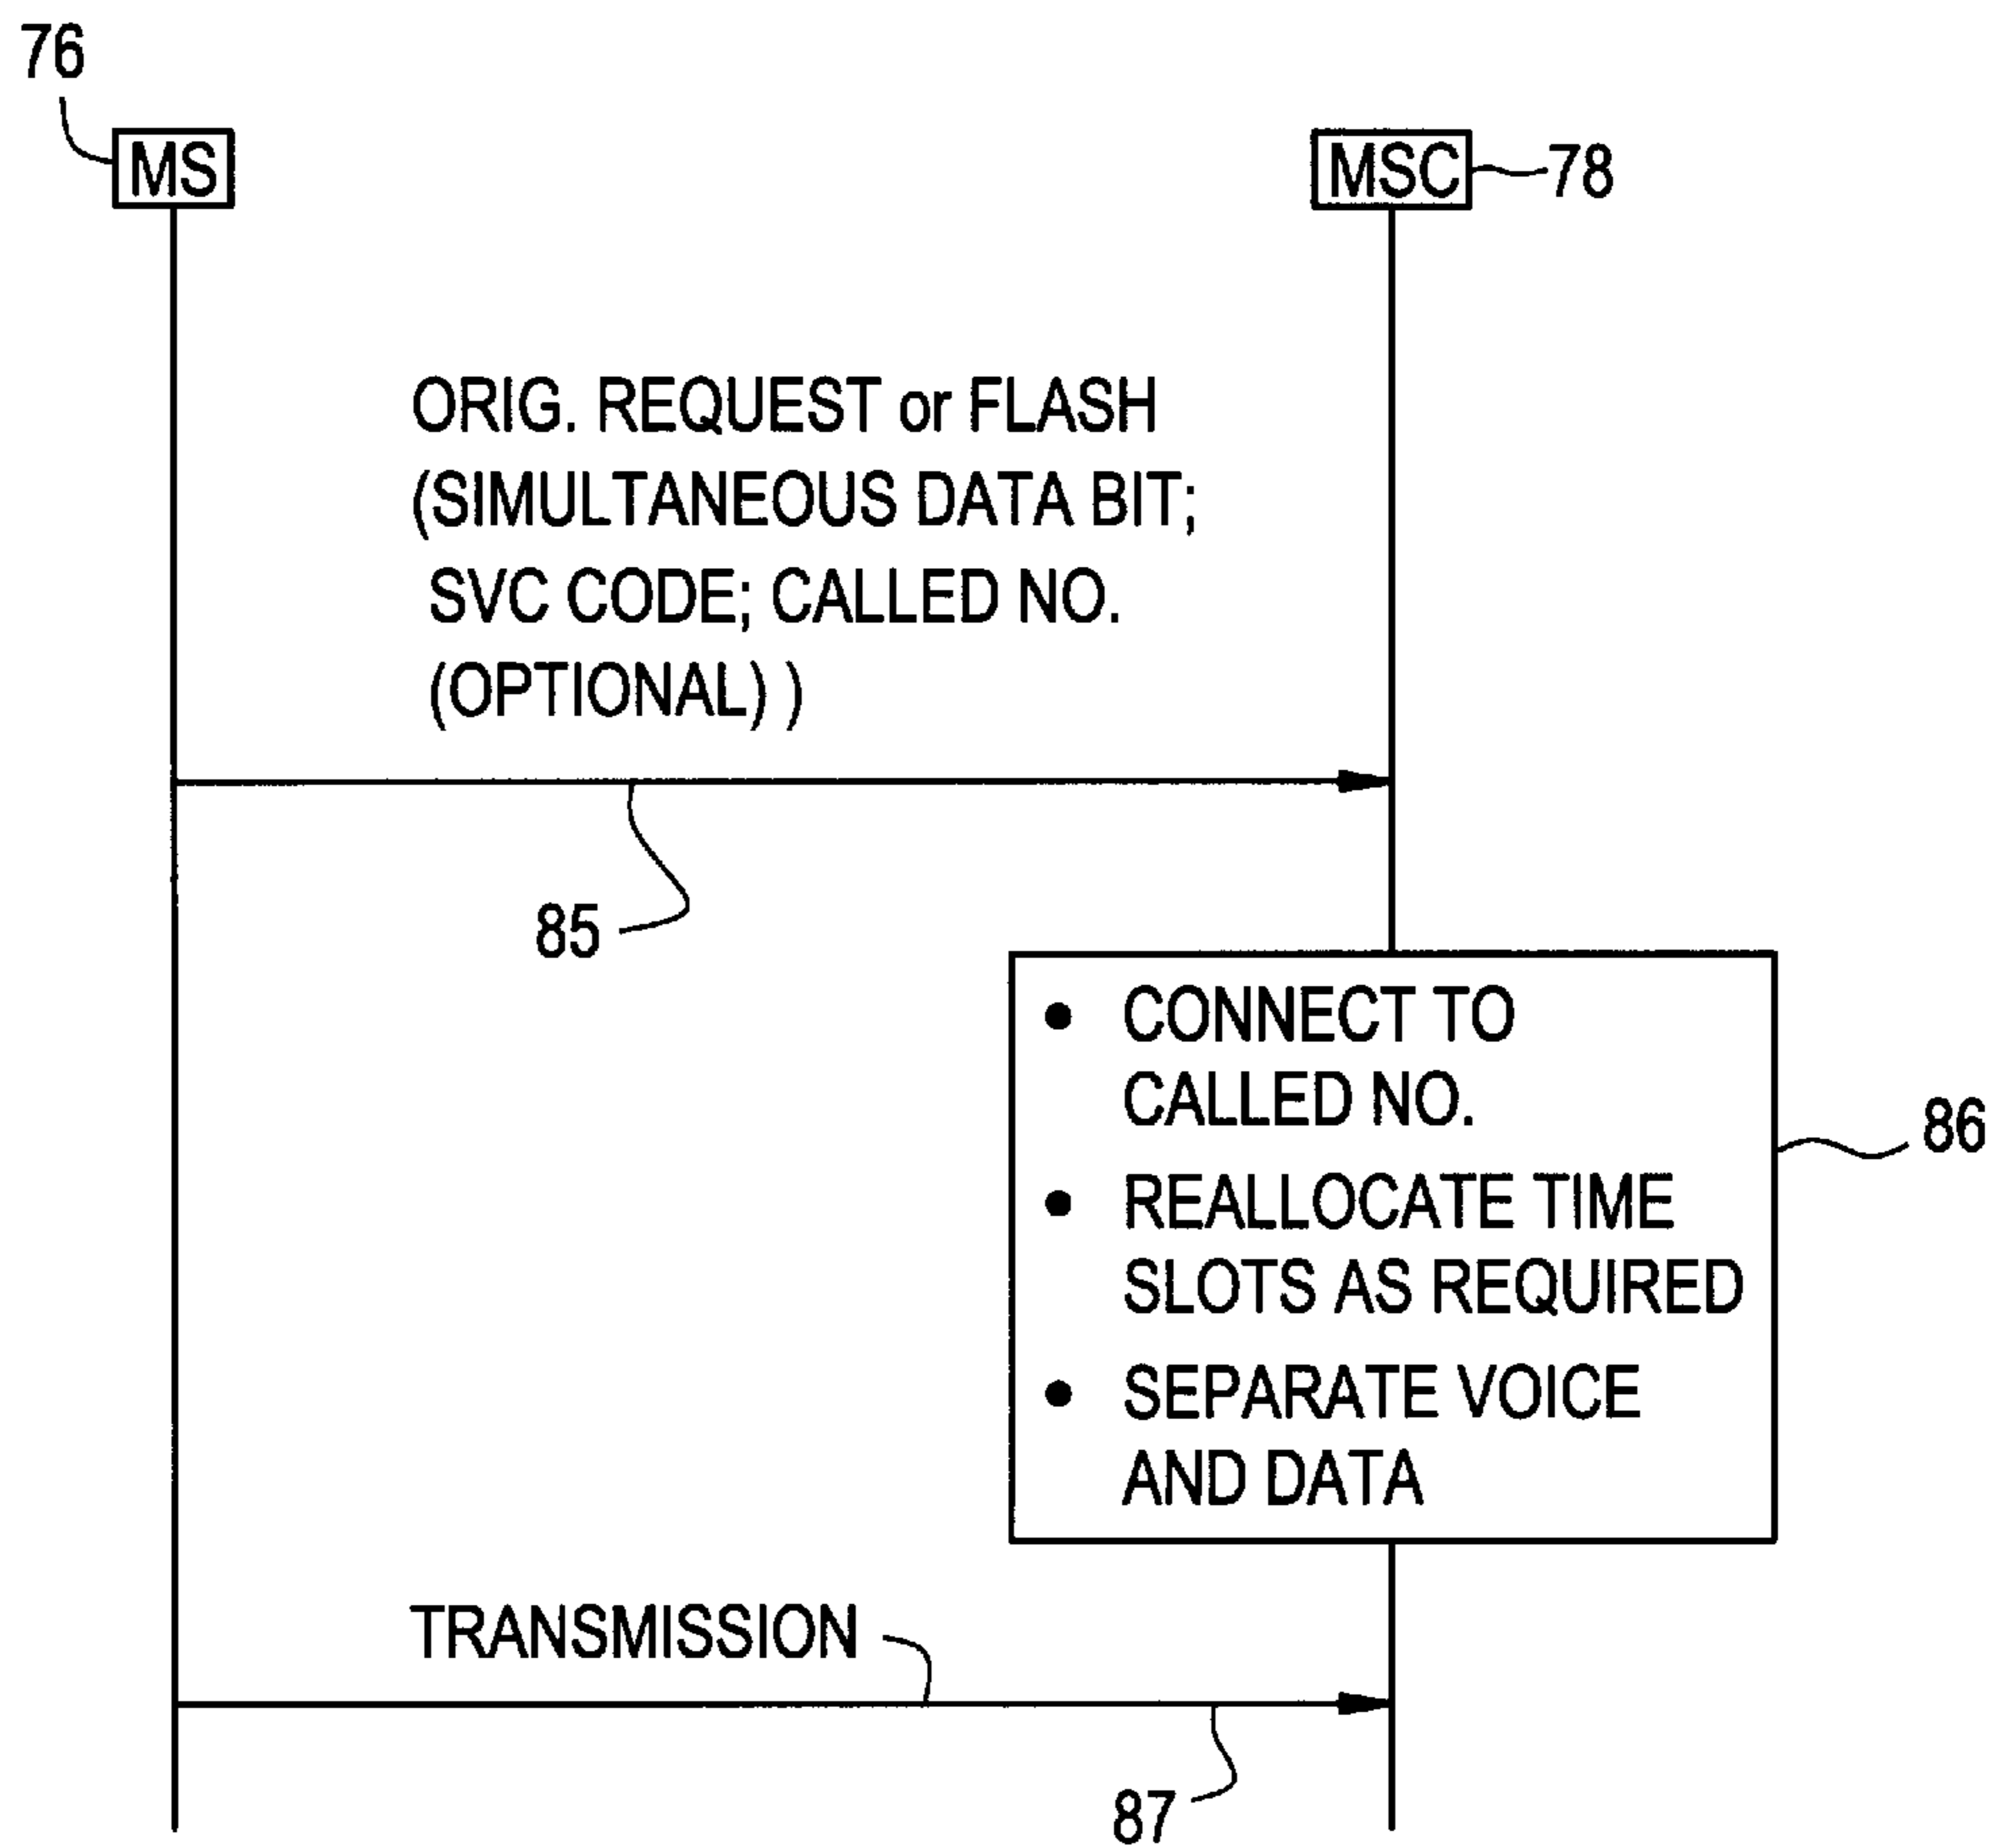 76
MS
MSC
78
ORIG. REQUEST or FLASH
(SIMULTANEOUS DATA BIT;
SVC CODE; CALLED NO.
(OPTIONAL) )
85
• CONNECT TO
CALLED NO.
• REALLOCATE TIME
SLOTS AS REQUIRED
• SEPARATE VOICE
AND DATA
86
TRANSMISSION
87